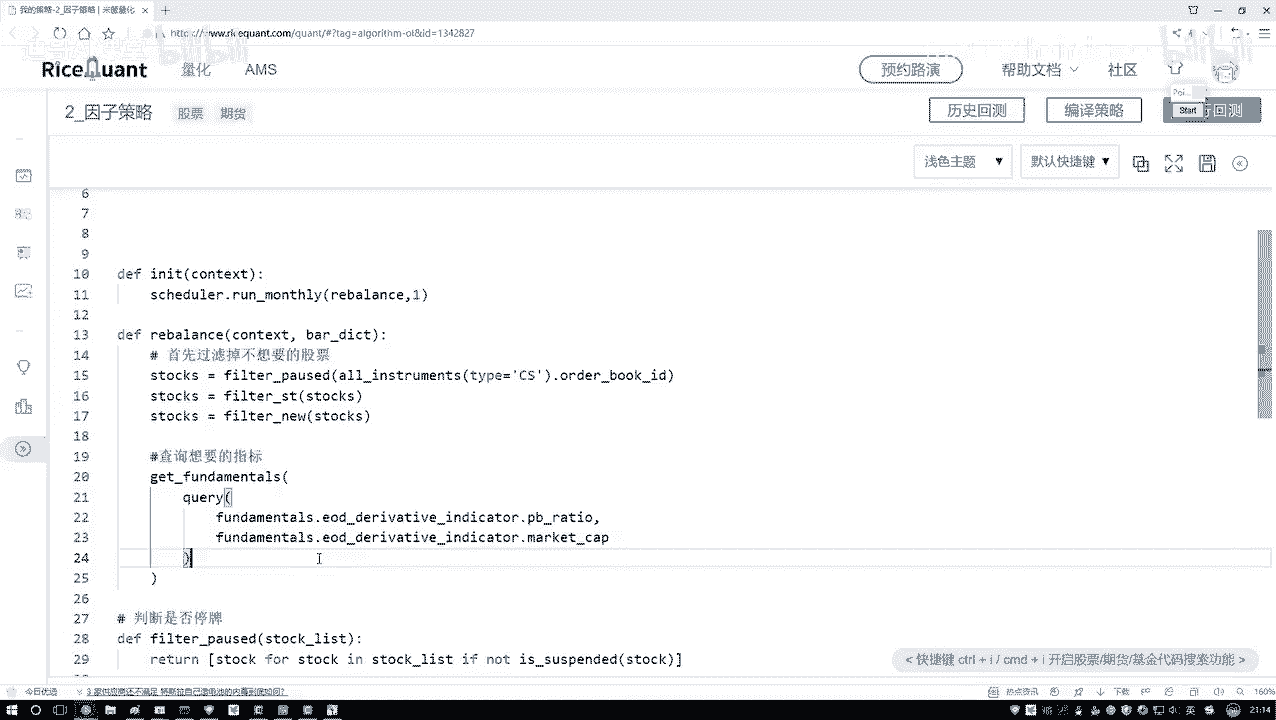 我的策略-2_因子策略 | 米筐量化
https://www.ricequant.com/quant/#?tag=algorithm-ol&id=1342827
bilibili
RiceQuant 量化 AMS 预约路演 帮助文档 社区
2_因子策略 股票 期货 历史回测 编译策略 回测
Start
浅色主题 默认快捷键
6
7
8
9
10 def init(context):
11 scheduler.run_monthly(rebalance,1)
12
13 def rebalance(context, bar_dict):
14 # 首先过滤掉不想要的股票
15 stocks = filter_paused(all_instruments(type='CS').order_book_id)
16 stocks = filter_st(stocks)
17 stocks = filter_new(stocks)
18
19 #查询想要的指标
20 get_fundamentals(
21 query(
22 fundamentals.eod_derivative_indicator.pb_ratio,
23 fundamentals.eod_derivative_indicator.market_cap
24 )
25 )
26
27 # 判断是否停牌
28 def filter_paused(stock_list):
29 return [stock for stock in stock_list if not is_suspended(stock)]
< 快捷键 ctrl + i / cmd + i 开启股票/期货/基金代码搜索功能 >
今日优选 热点资讯 下载 160%
21:14